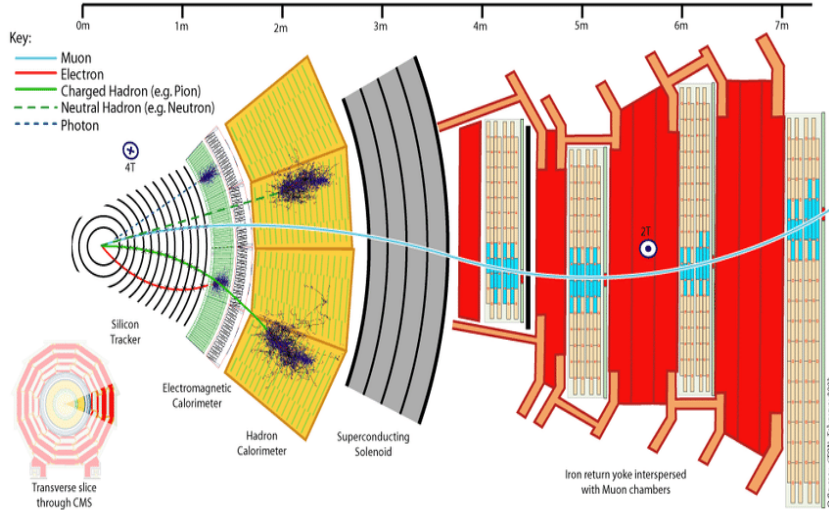 0m 1m 2m 3m 4m 5m 6m 7m
Key:
Muon
Electron
Charged Hadron (e.g. Pion)
Neutral Hadron (e.g. Neutron)
Photon
4T
2T
Silicon
Tracker
Electromagnetic
Calorimeter
Hadron
Calorimeter
Superconducting
Solenoid
Iron return yoke interspersed
with Muon chambers
Transverse slice
through CMS